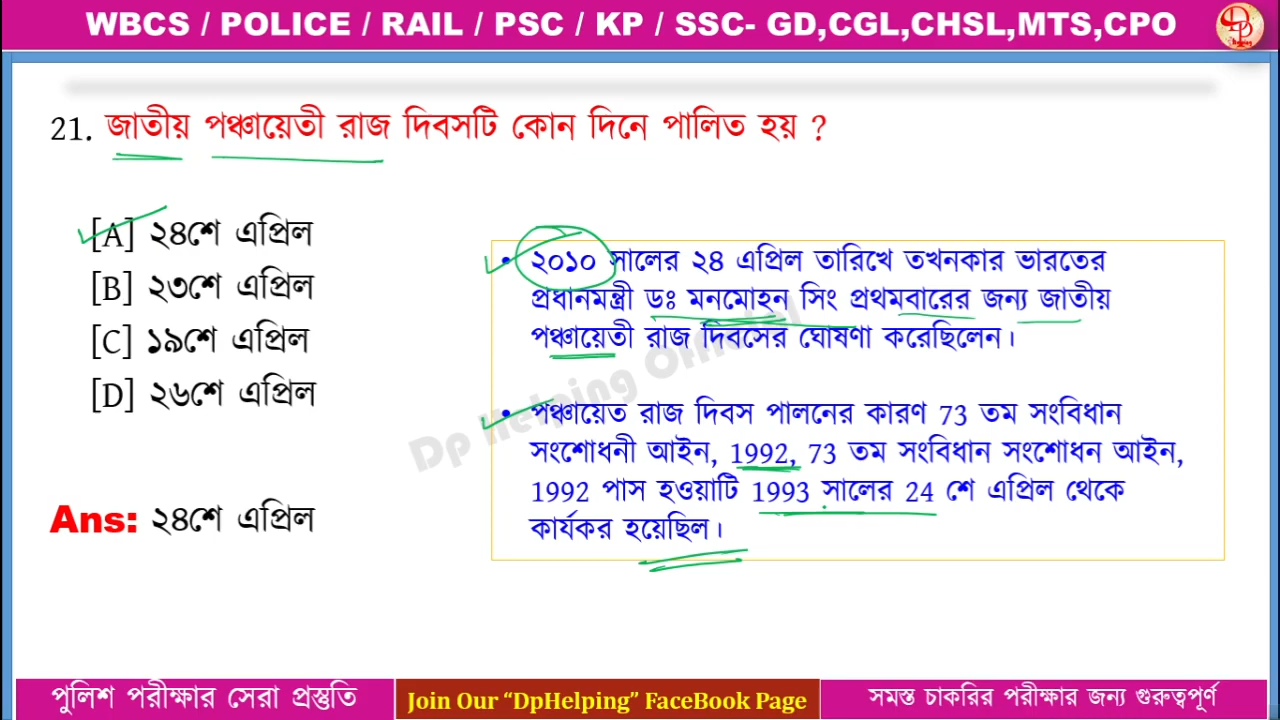 WBCS / POLICE / RAIL / PSC / KP / SSC- GD,CGL,CHSL,MTS,CPO
21. জাতীয় পঞ্চায়েতী রাজ দিবসটি কোন দিনে পালিত হয় ?
[A] ২৪শে এপ্রিল
[B] ২৩শে এপ্রিল
[C] ১৯শে এপ্রিল
[D] ২৬শে এপ্রিল
Ans: ২৪শে এপ্রিল
• ২০১০ সালের ২৪ এপ্রিল তারিখে তখনকার ভারতের
প্রধানমন্ত্রী ডঃ মনমোহন সিং প্রথমবারের জন্য জাতীয়
পঞ্চায়েতী রাজ দিবসের ঘোষণা করেছিলেন।
• পঞ্চায়েত রাজ দিবস পালনের কারণ 73 তম সংবিধান
সংশোধনী আইন, 1992, 73 তম সংবিধান সংশোধন আইন,
1992 পাস হওয়াটি 1993 সালের 24 শে এপ্রিল থেকে
কার্যকর হয়েছিল।
Dp Helping Official
পুলিশ পরীক্ষার সেরা প্রস্তুতি
Join Our “DpHelping” FaceBook Page
সমস্ত চাকরির পরীক্ষার জন্য গুরুত্বপূর্ণ